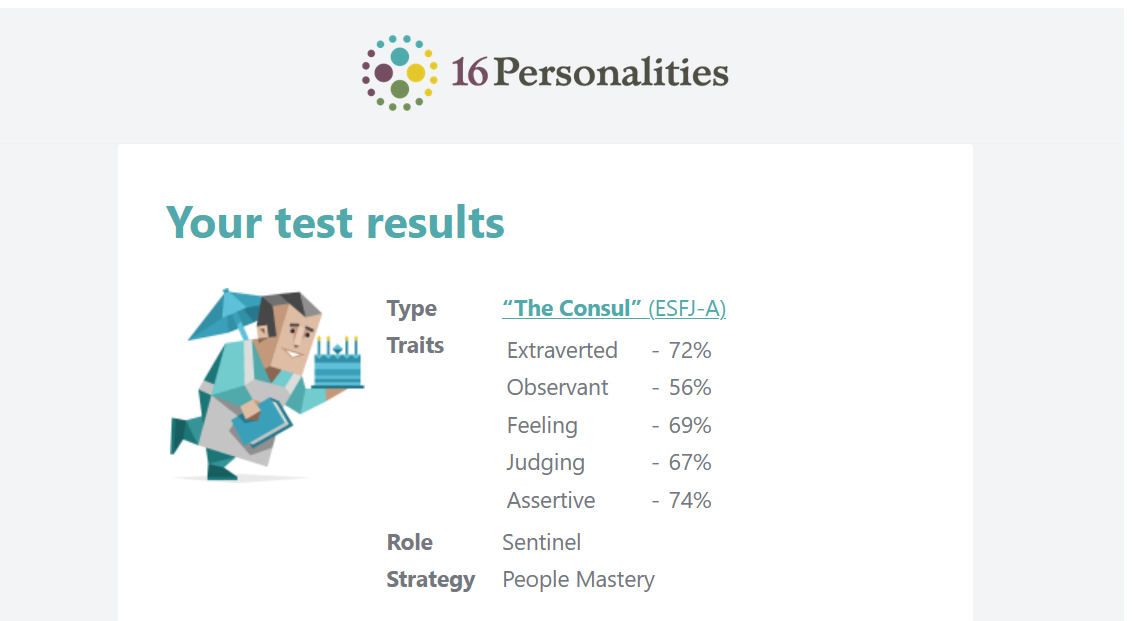 16Personalities
Your test results
Type “The Consul” (ESFJ-A)
Traits Extraverted - 72%
Observant - 56%
Feeling - 69%
Judging - 67%
Assertive - 74%
Role Sentinel
Strategy People Mastery